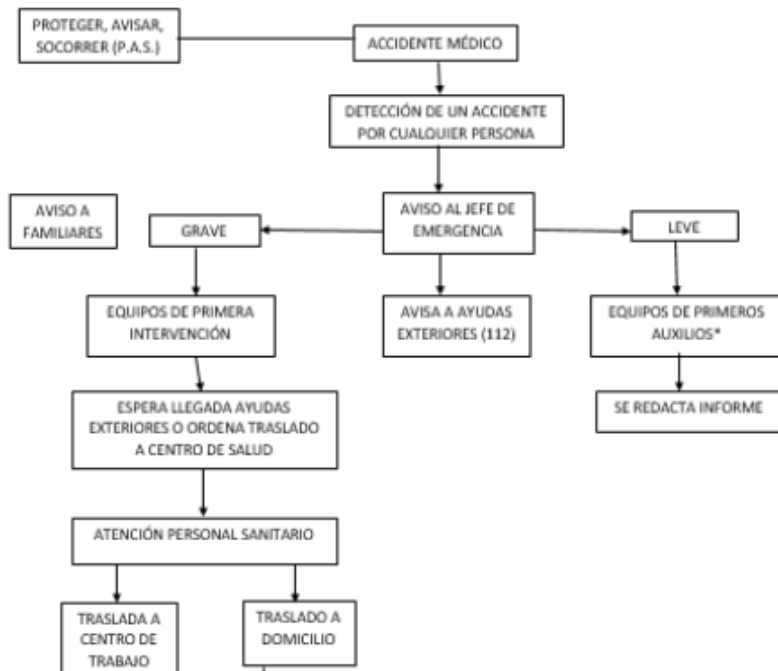 PROTEGER, AVISAR,
SOCORRER (P.A.S.)
ACCIDENTE MÉDICO
DETECCIÓN DE UN ACCIDENTE
POR CUALQUIER PERSONA
AVISO A
FAMILIARES
GRAVE
AVISO AL JEFE DE
EMERGENCIA
LEVE
EQUIPOS DE PRIMERA
INTERVENCIÓN
AVISA A AYUDAS
EXTERIORES (112)
EQUIPOS DE PRIMEROS
AUXILIOS*
ESPERA LLEGADA AYUDAS
EXTERIORES O ORDENA TRASLADO
A CENTRO DE SALUD
SE REDACTA INFORME
ATENCIÓN PERSONAL SANITARIO
TRASLADA A
CENTRO DE
TRABAJO
TRASLADO A
DOMICILIO